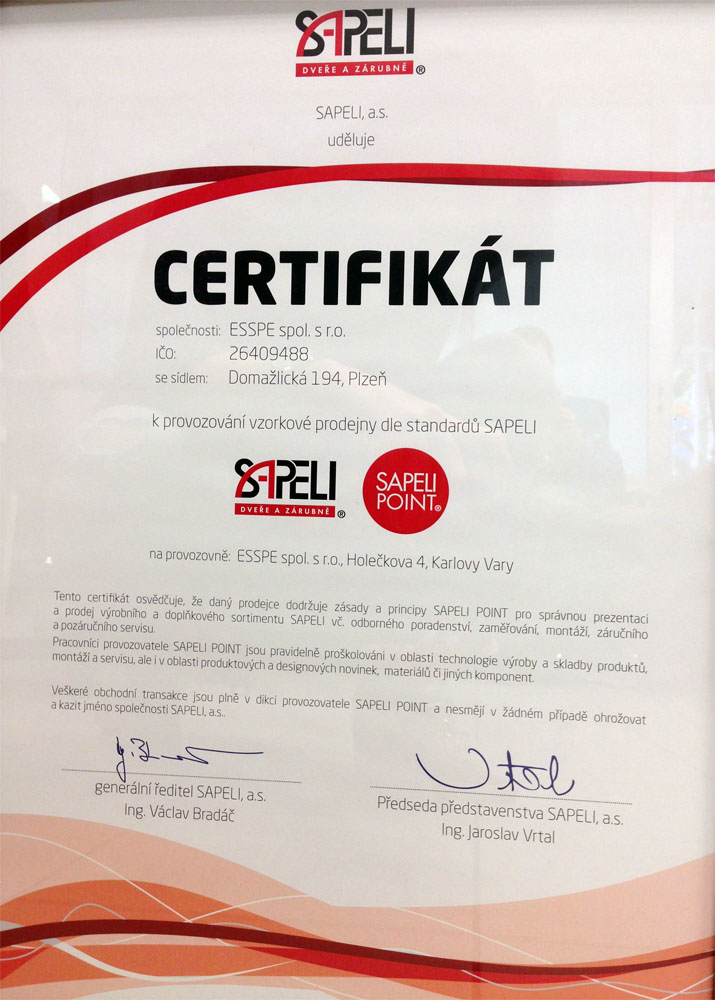 SAPELI
DVEŘE A ZÁRUBNĚ ®
SAPELI, a.s.
uděluje
CERTIFIKÁT
společnosti: ESSPE spol. s r.o.
IČO: 26409488
se sídlem: Domažlická 194, Plzeň
k provozování vzorkové prodejny dle standardů SAPELI
SAPELI
DVEŘE A ZÁRUBNĚ ®
SAPELI
POINT®
na provozovně: ESSPE spol. s r.o., Holečkova 4, Karlovy Vary
Tento certifikát osvědčuje, že daný prodejce dodržuje zásady a principy SAPELI POINT pro správnou prezentaci
a prodej výrobního a doplňkového sortimentu SAPELI vč. odborného poradenství, zaměřování, montáží, záručního
a pozáručního servisu.
Pracovníci provozovatele SAPELI POINT jsou pravidelně proškolováni v oblasti technologie výroby a skladby produktů,
montáží a servisu, ale i v oblasti produktových a designových novinek, materiálů či jiných komponent.
Veškeré obchodní transakce jsou plně v dikci provozovatele SAPELI POINT a nesmějí v žádném případě ohrožovat
a kazit jméno společnosti SAPELI, a.s..
generální ředitel SAPELI, a.s.
Ing. Václav Bradáč
Předseda představenstva SAPELI, a.s.
Ing. Jaroslav Vrtal